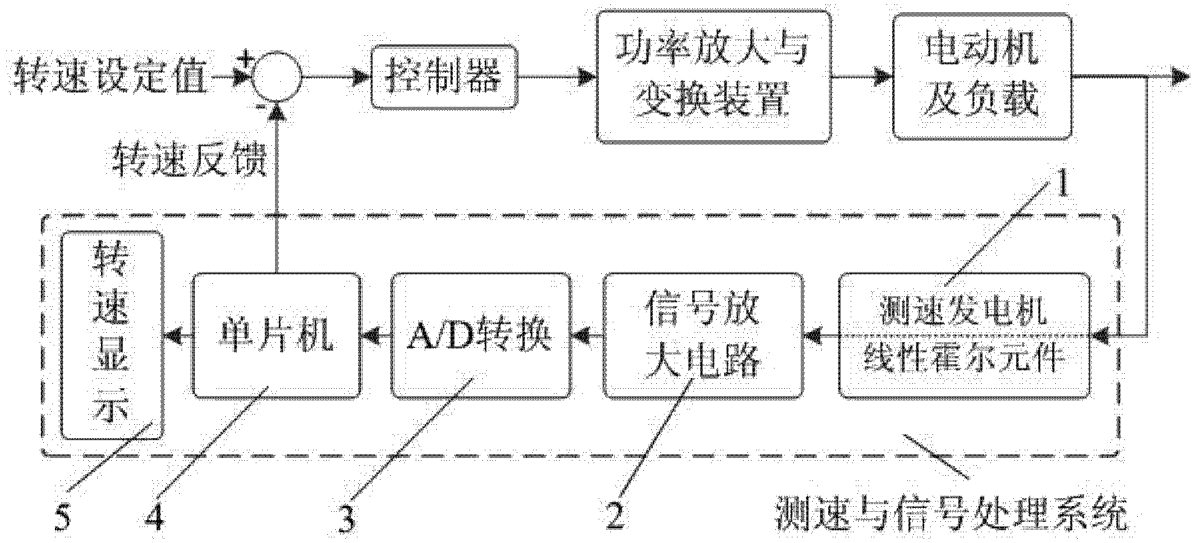 转速设定值
+
-
控制器
功率放大与
变换装置
电动机
及负载
转速反馈
1
转
速
显
示
单片机
A/D转换
信号放
大电路
测速发电机
线性霍尔元件
5
4
3
2
测速与信号处理系统